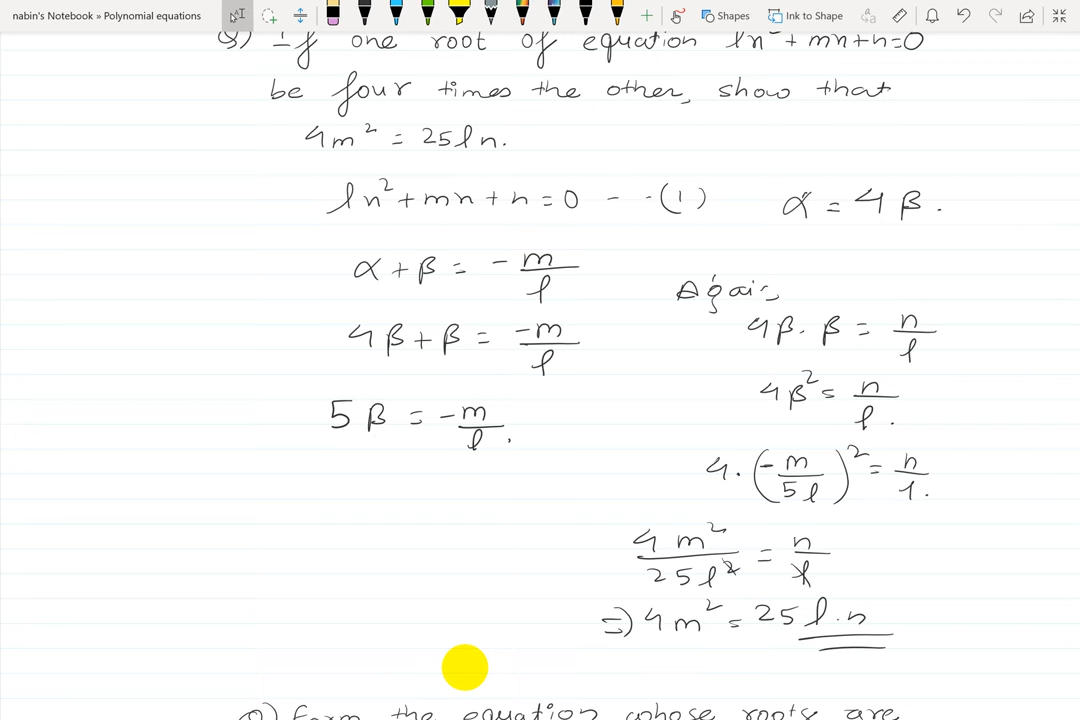 nabin's Notebook » Polynomial equations
Shapes
Ink to Shape
Q) If one root of equation lx² + mx + n = 0
be four times the other, show that
4m² = 25ln.
lx² + mx + n = 0 - - (1)
α = 4β.
α + β = -m/l
4β + β = -m/l
5β = -m/l.
Again,
4β · β = n/l
4β² = n/l.
4 · (-m/5l)² = n/l.
4m²/25l² = n/l
⇒) 4m² = 25 l.n
Q) Form the equation whose roots are